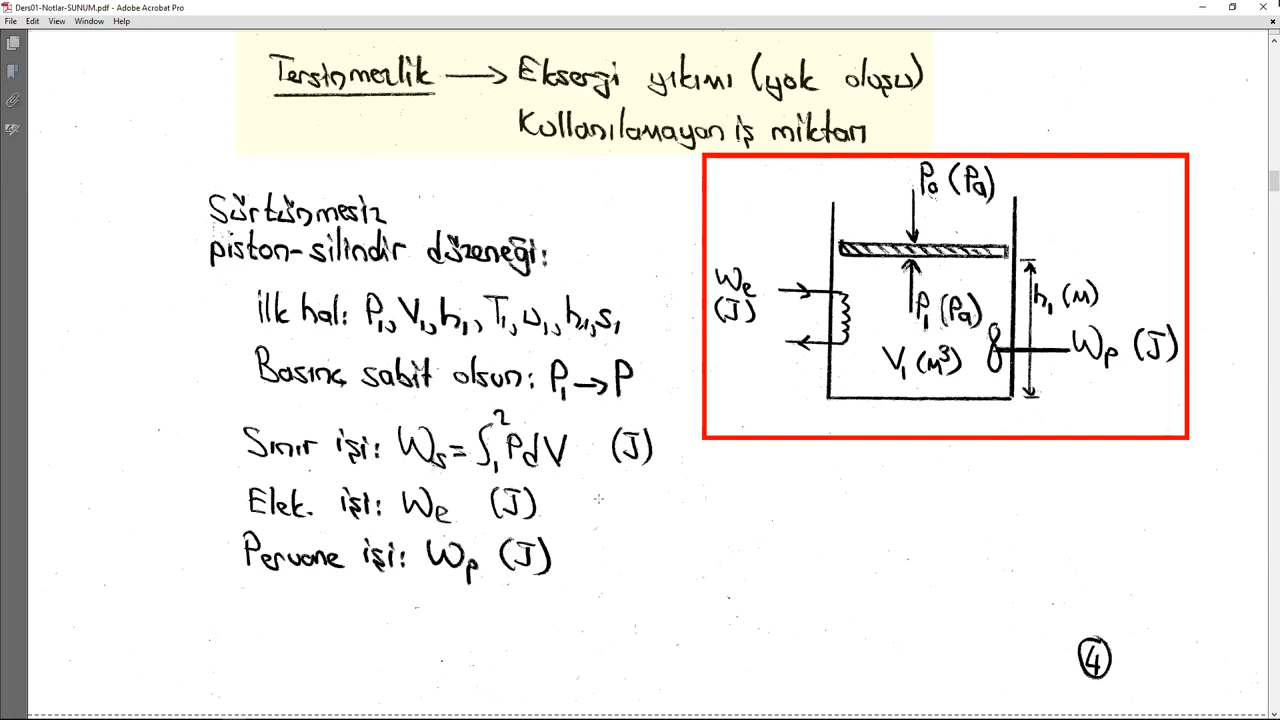 Ders01-Notlar-SUNUM.pdf - Adobe Acrobat Pro
File Edit View Window Help
Tersinmezlik → Ekserji yıkımı (yok oluşu)
Kullanılamayan iş miktarı
Sürtünmesiz
piston-silindir düzeneği:
İlk hal: P₁, V₁, h₁, T₁, u₁, h₁, s₁
Basınç sabit olsun: P₁ → P
Sınır işi: Wₛ = ∫₁² PdV (J)
Elek. işi: Wₑ (J)
Pervane işi: Wₚ (J)
P₀ (Pa)
Wₑ
(J)
P₁ (Pa)
h₁ (m)
V₁ (m³)
Wₚ (J)
4